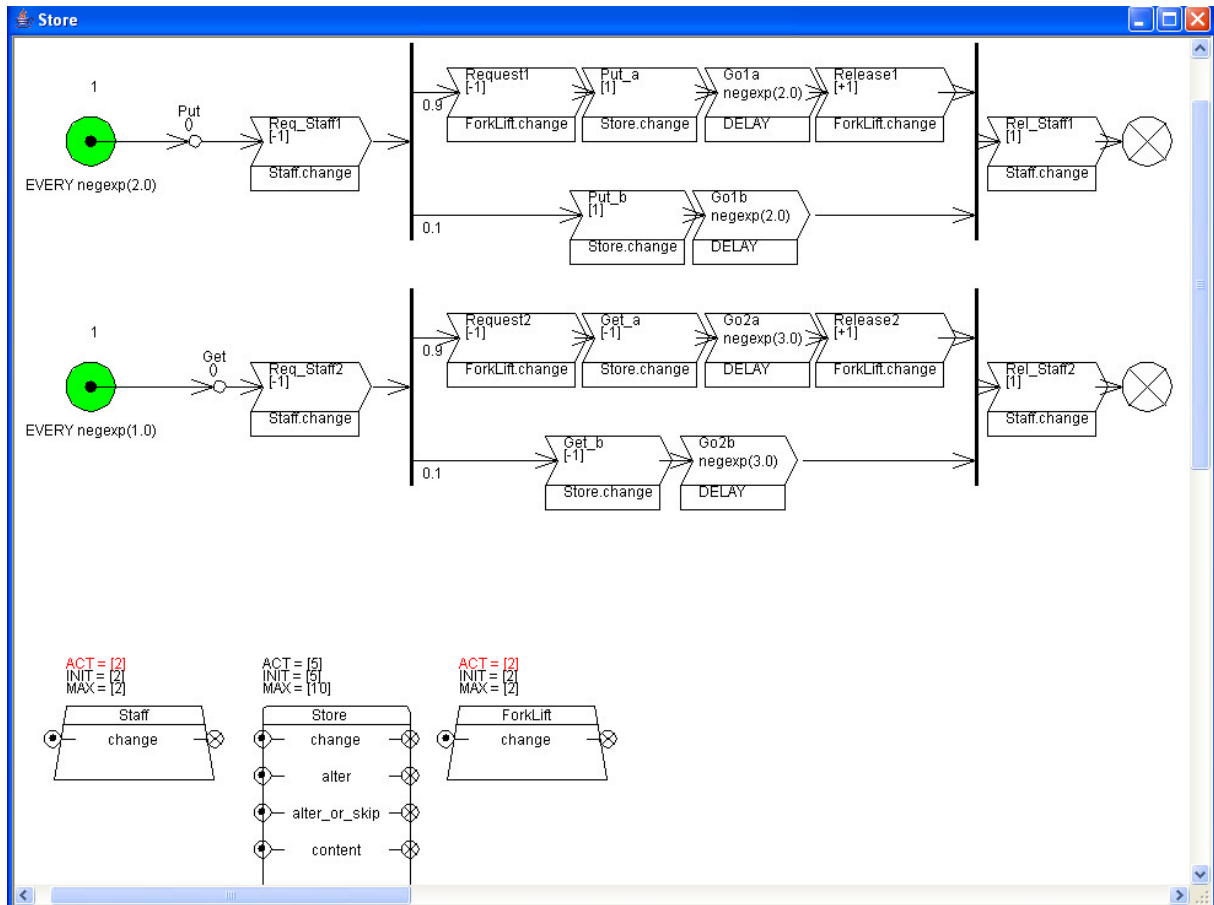 Store
1
Put
0
EVERY negexp(2.0)
Req_Staff1
[-1]
Staff.change
0.9
Request1
[-1]
ForkLift.change
Put_a
[1]
Store.change
Go1a
negexp(2.0)
DELAY
Release1
[+1]
ForkLift.change
0.1
Put_b
[1]
Store.change
Go1b
negexp(2.0)
DELAY
Rel_Staff1
[1]
Staff.change
1
Get
0
EVERY negexp(1.0)
Req_Staff2
[-1]
Staff.change
0.9
Request2
[-1]
ForkLift.change
Get_a
[-1]
Store.change
Go2a
negexp(3.0)
DELAY
Release2
[+1]
ForkLift.change
0.1
Get_b
[-1]
Store.change
Go2b
negexp(3.0)
DELAY
Rel_Staff2
[1]
Staff.change
ACT = [2]
INIT = [2]
MAX = [2]
Staff
change
ACT = [5]
INIT = [5]
MAX = [10]
Store
change
alter
alter_or_skip
content
ACT = [2]
INIT = [2]
MAX = [2]
ForkLift
change